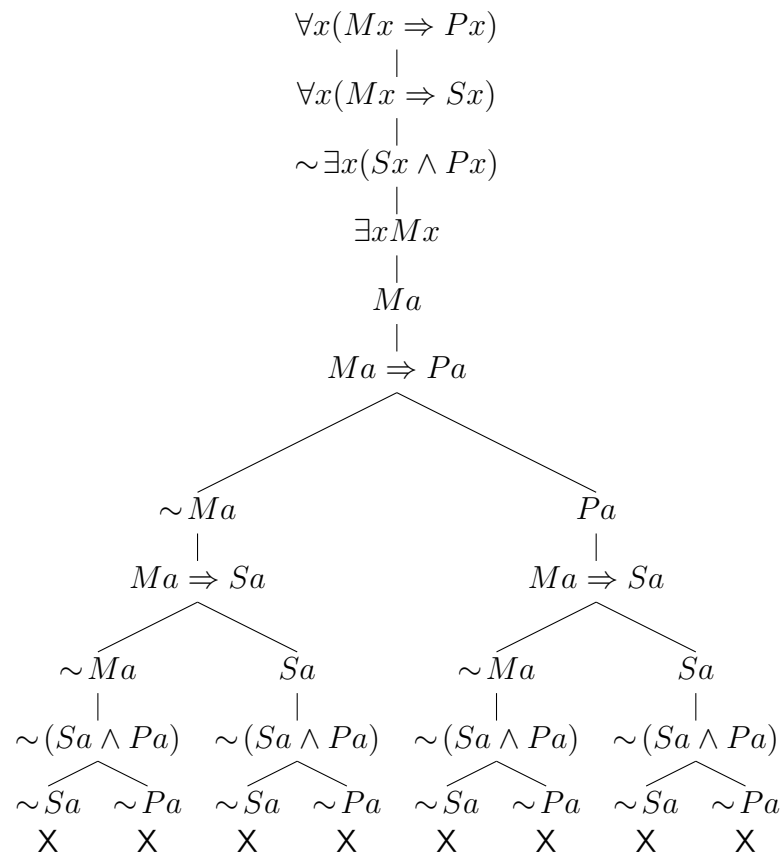 ∀x(Mx ⇒ Px)
∀x(Mx ⇒ Sx)
∼∃x(Sx ∧ Px)
∃xMx
Ma
Ma ⇒ Pa
∼Ma Pa
Ma ⇒ Sa Ma ⇒ Sa
∼Ma Sa ∼Ma Sa
∼(Sa ∧ Pa) ∼(Sa ∧ Pa) ∼(Sa ∧ Pa) ∼(Sa ∧ Pa)
∼Sa ∼Pa ∼Sa ∼Pa ∼Sa ∼Pa ∼Sa ∼Pa
X X X X X X X X